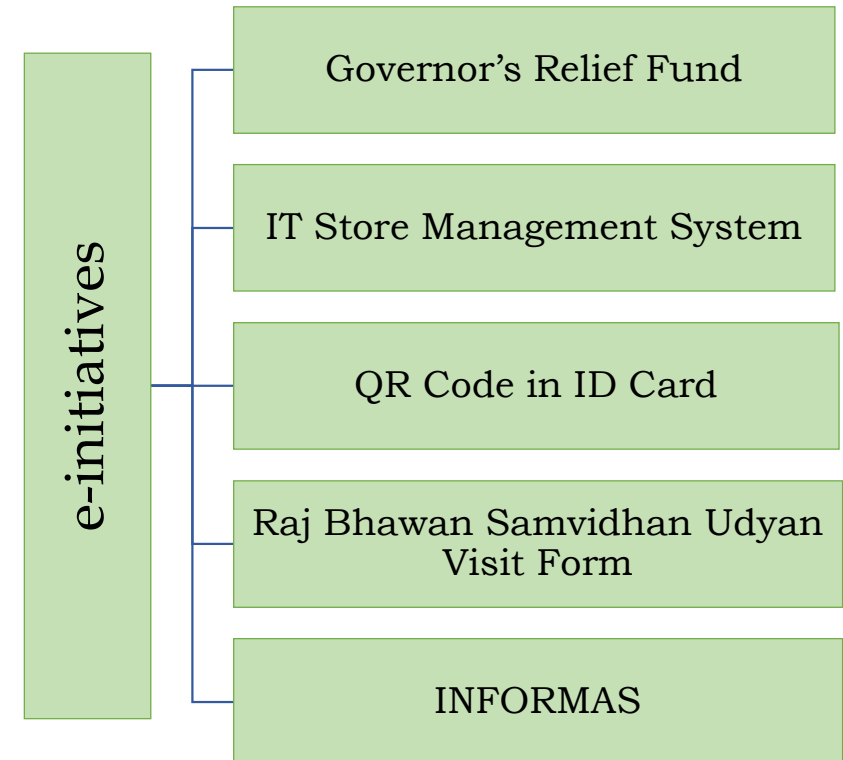 e-initiatives
Governor’s Relief Fund
IT Store Management System
QR Code in ID Card
Raj Bhawan Samvidhan Udyan
Visit Form
INFORMAS